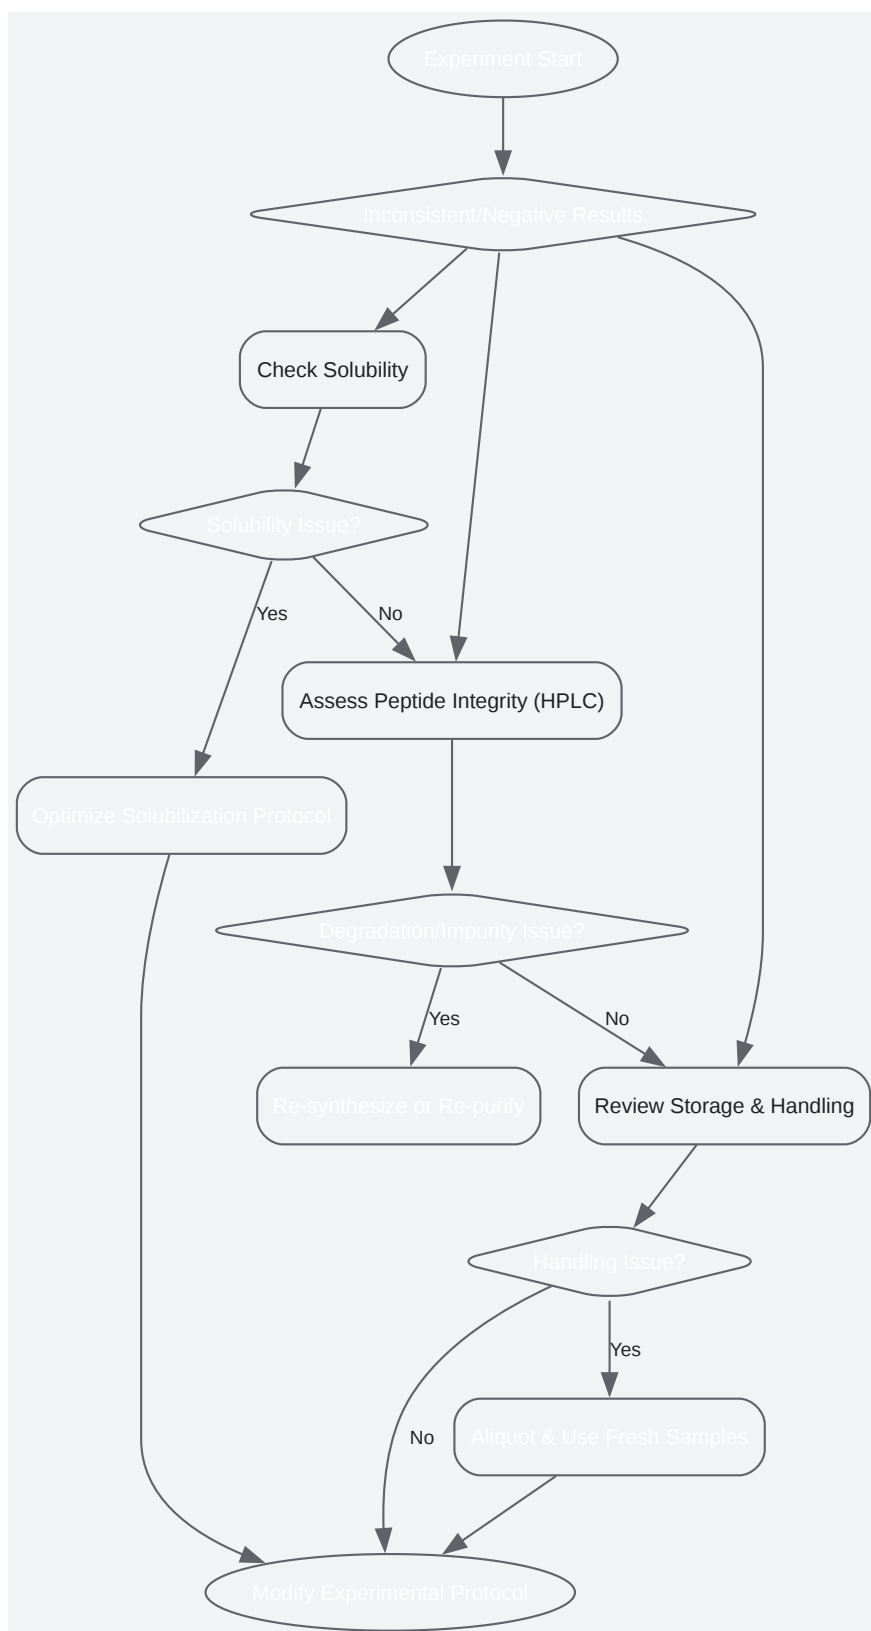 Experiment Start
Inconsistent/Negative Results
Check Solubility
Solubility Issue?
Yes
No
Assess Peptide Integrity (HPLC)
Optimize Solubilization Protocol
Degradation/Impurity Issue?
Yes
No
Re-synthesize or Re-purify
Review Storage & Handling
Handling Issue?
Yes
No
Aliquot & Use Fresh Samples
Modify Experimental Protocol